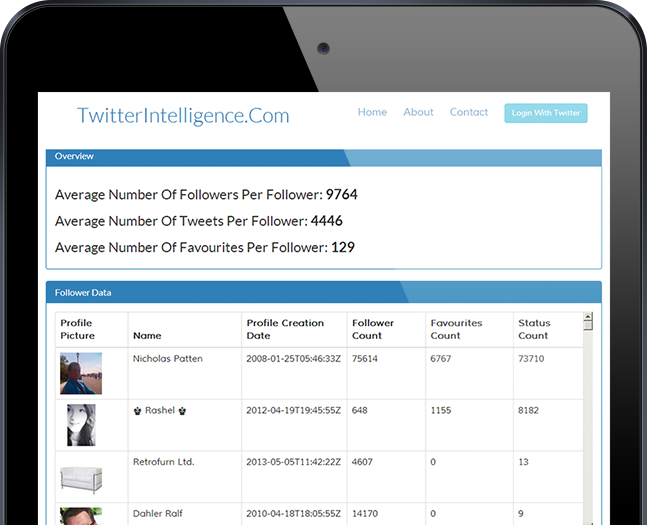 TwitterIntelligence.Com
Home About Contact Login With Twitter
Overview
Average Number Of Followers Per Follower: 9764
Average Number Of Tweets Per Follower: 4446
Average Number Of Favourites Per Follower: 129
Follower Data
Profile Picture Name Profile Creation Date Follower Count Favourites Count Status Count
Nicholas Patten 2008-01-25T05:46:33Z 75614 6767 73710
♚ Rashel ♚ 2012-04-19T19:45:55Z 648 1155 8182
Retrofurn Ltd. 2013-05-05T11:42:22Z 4607 0 13
Dahler Ralf 2010-04-18T18:05:55Z 14170 0 9